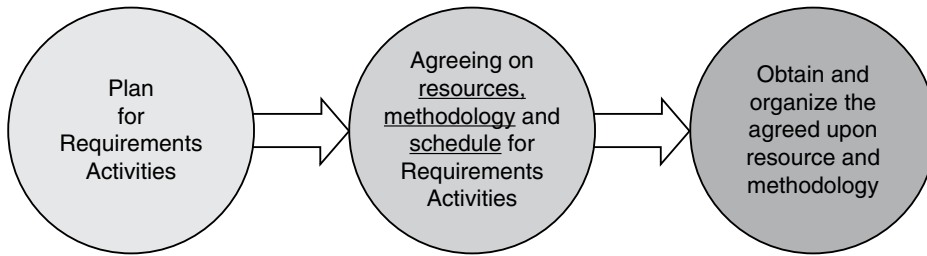 Plan
for
Requirements
Activities
Agreeing on
resources,
methodology and
schedule for
Requirements
Activities
Obtain and
organize the
agreed upon
resource and
methodology